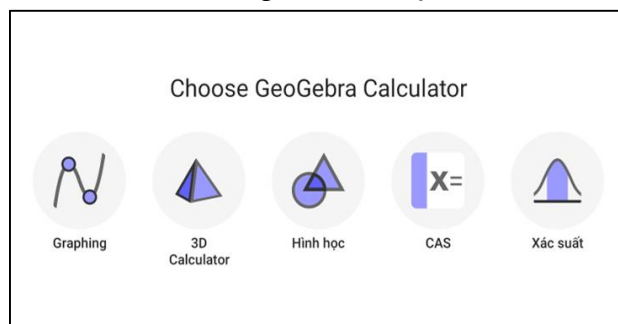 Choose GeoGebra Calculator
X=
Graphing
3D
Calculator
Hình học
CAS
Xác suất